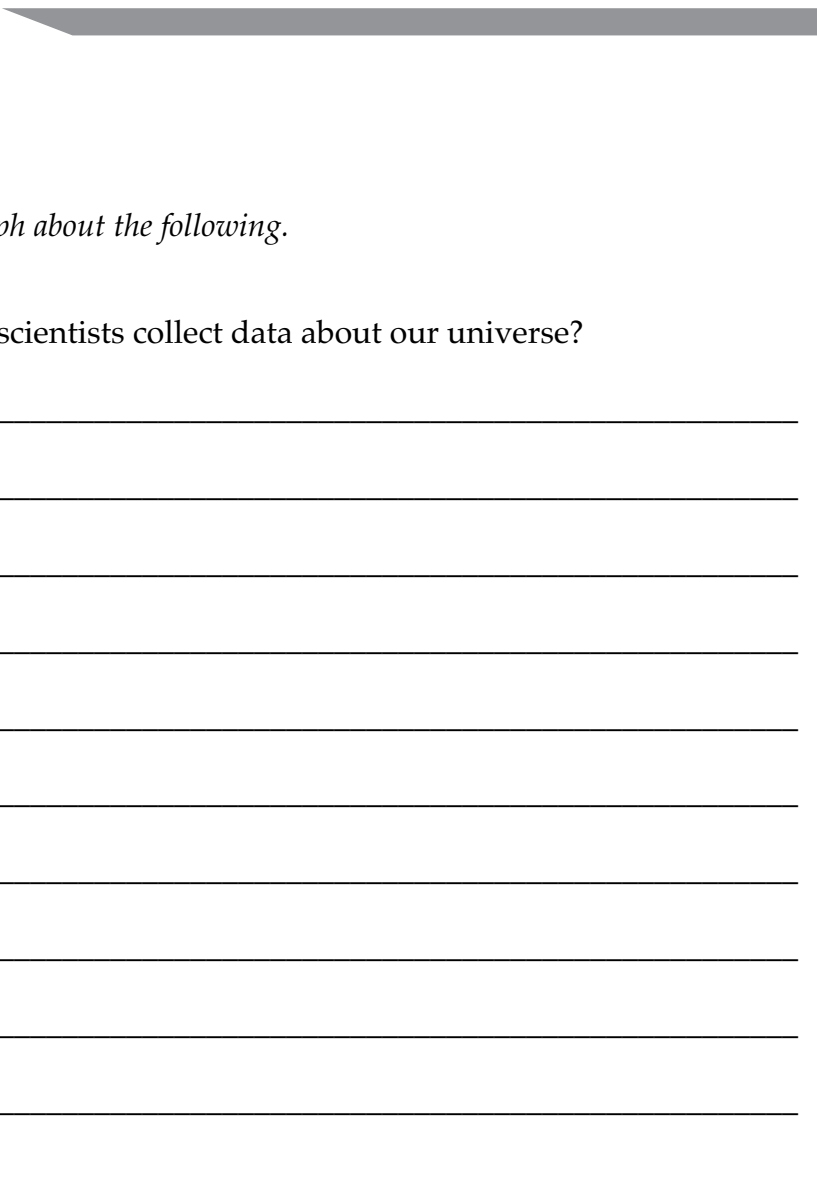 ph about the following.
scientists collect data about our universe?